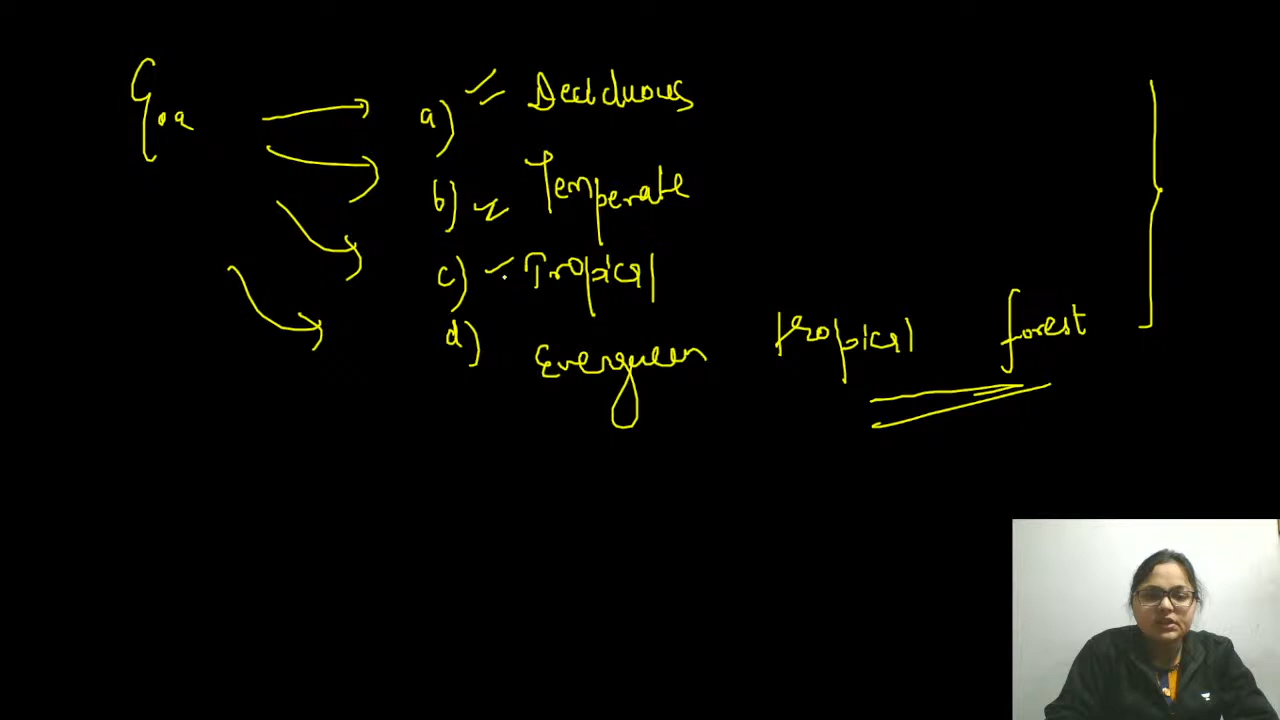 Goa
a) Deciduous
b) Temperate
c) Tropical
d) Evergreen tropical forest